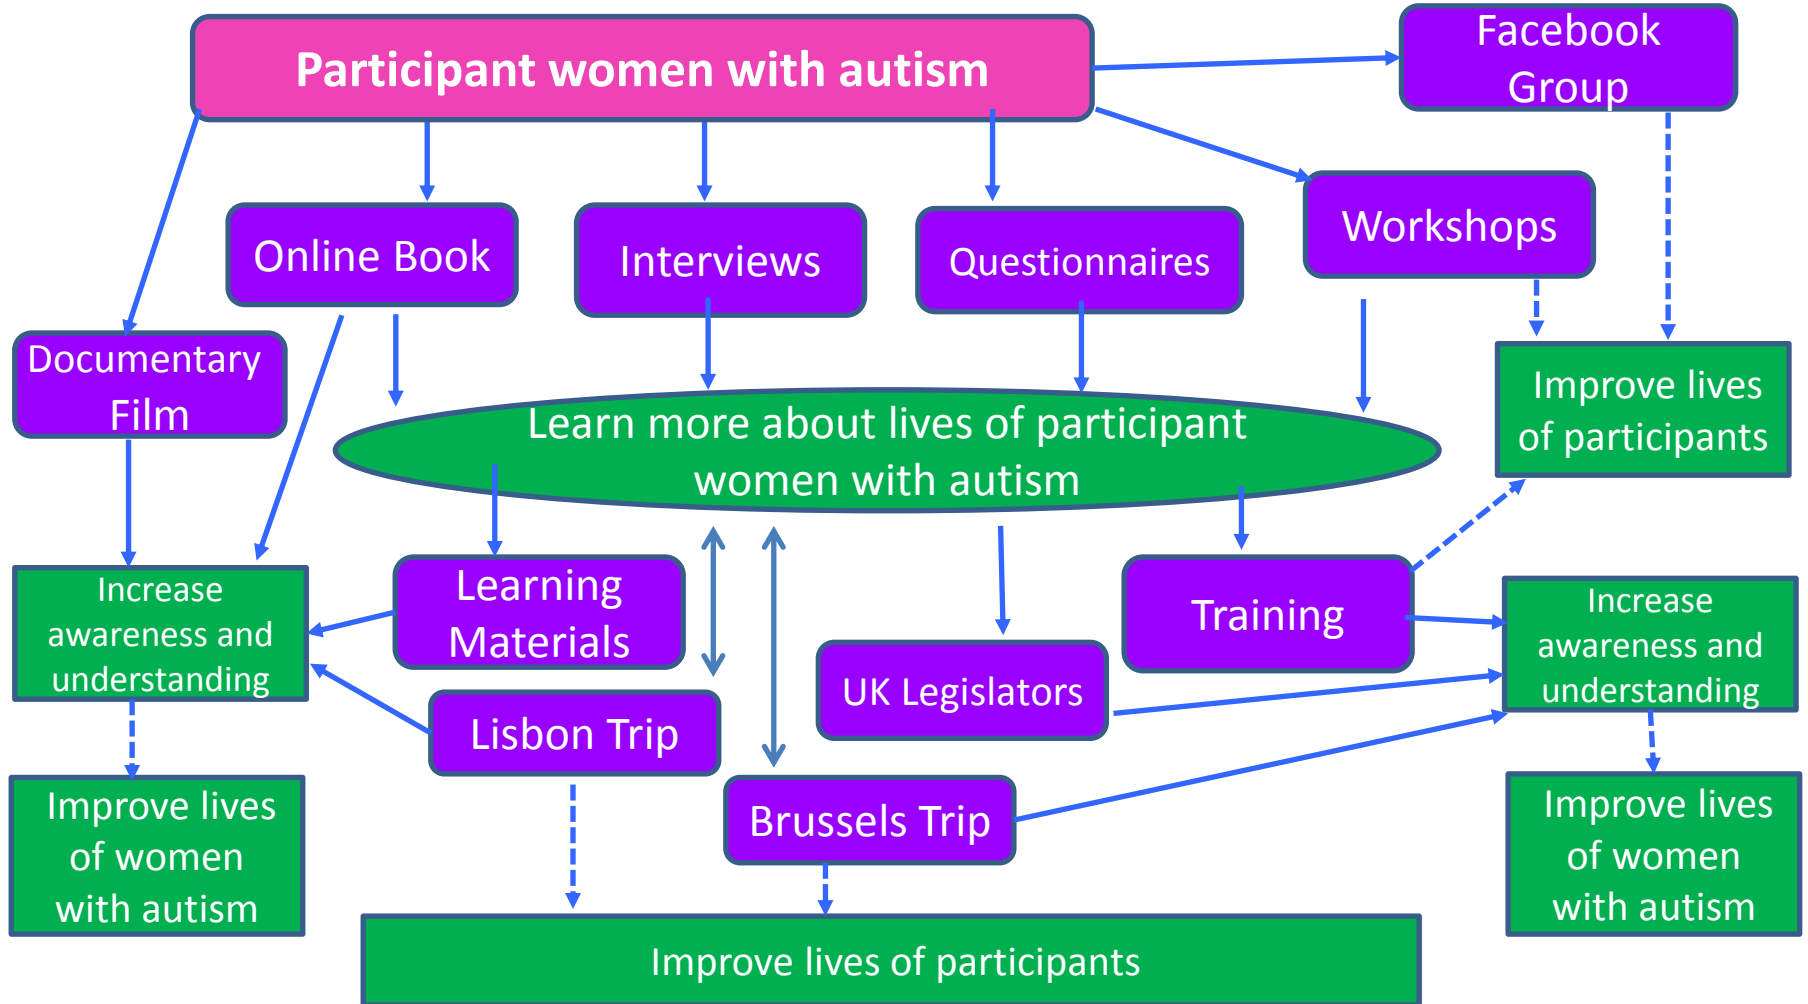 Participant women with autism
Facebook
Group
Online Book
Interviews
Questionnaires
Workshops
Documentary
Film
Learn more about lives of participant
women with autism
Improve lives
of participants
Increase
awareness and
understanding
Learning
Materials
UK Legislators
Training
Increase
awareness and
understanding
Lisbon Trip
Brussels Trip
Improve lives
of women
with autism
Improve lives
of women
with autism
Improve lives of participants